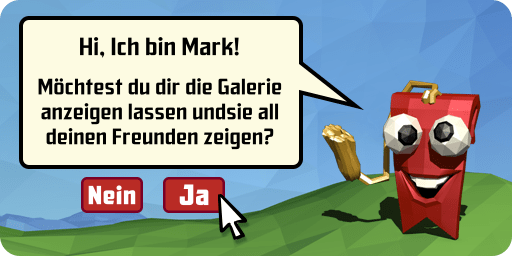 Hi, Ich bin Mark!
Möchtest du dir die Galerie
anzeigen lassen undsie all
deinen Freunden zeigen?
Nein Ja